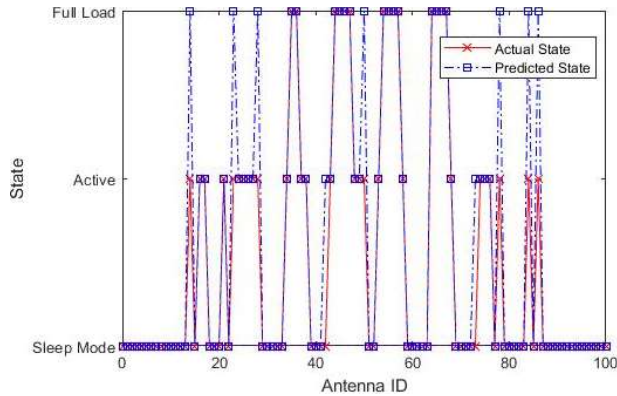 Full Load
Actual State
Predicted State
State
Active
Sleep Mode
0 20 40 60 80 100
Antenna ID